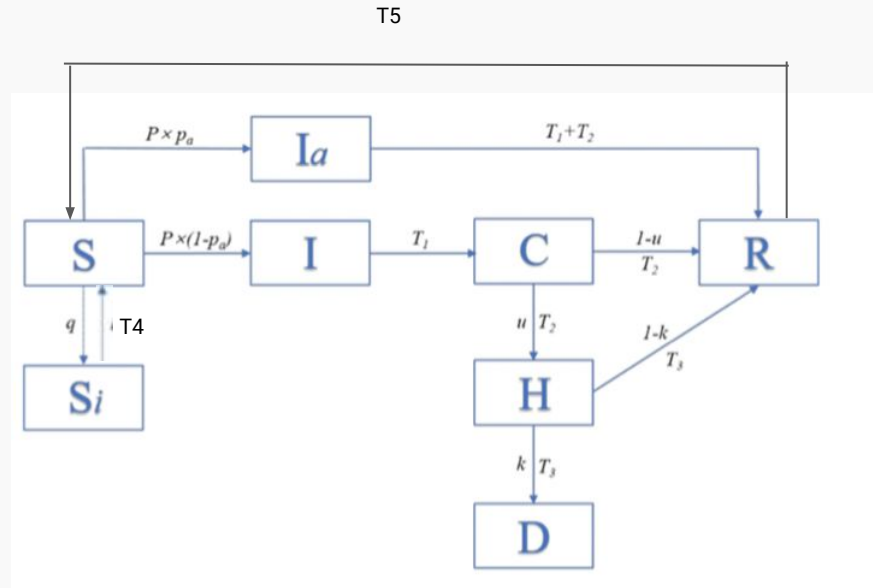 T5
P×pₐ
Ia
T₁+T₂
S
P×(1-pₐ)
I
T₁
C
1-u
T₂
R
q
T4
u T₂
1-k
T₃
Si
H
k T₃
D